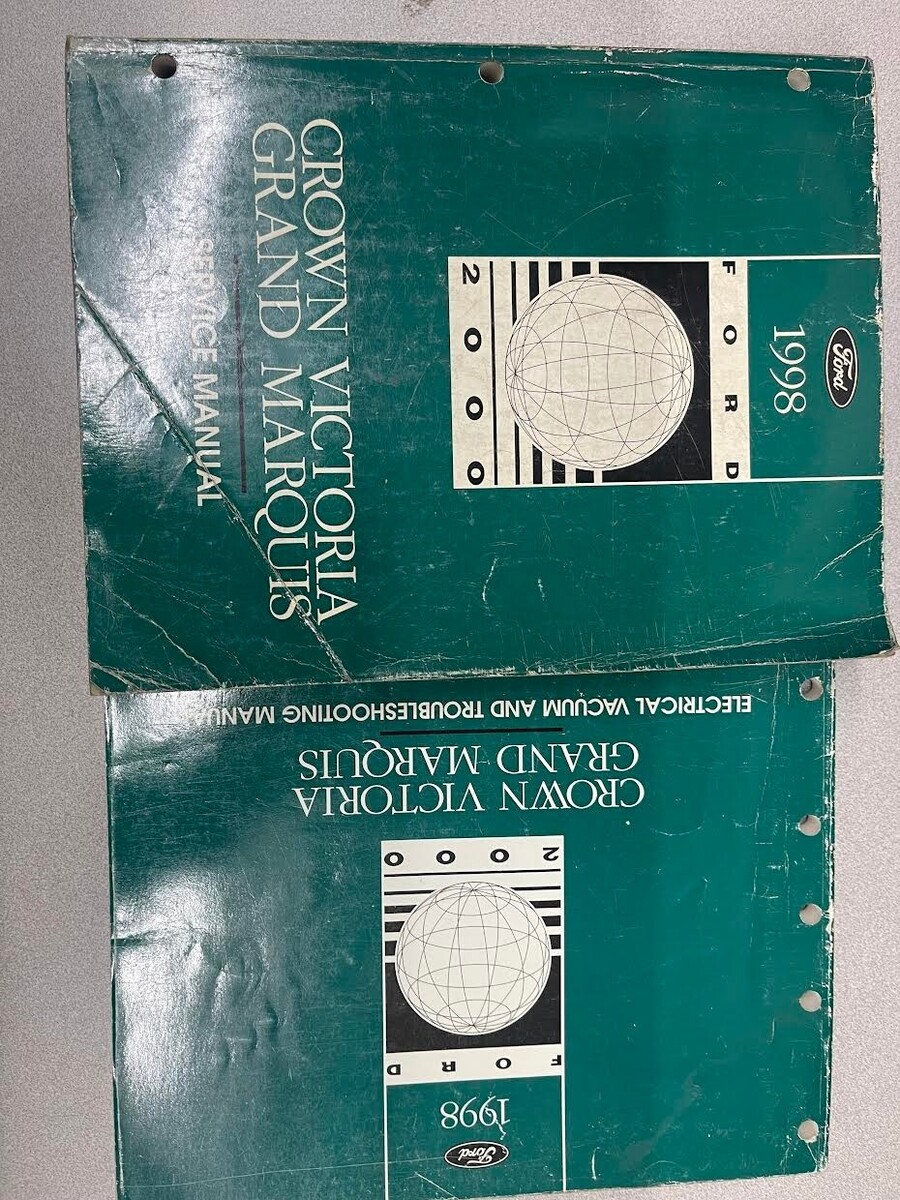 Ford
1998
FORD
2000
CROWN VICTORIA
GRAND MARQUIS
SERVICE MANUAL
Ford
1998
FORD
2000
CROWN VICTORIA
GRAND MARQUIS
ELECTRICAL VACUUM AND TROUBLESHOOTING MANUAL